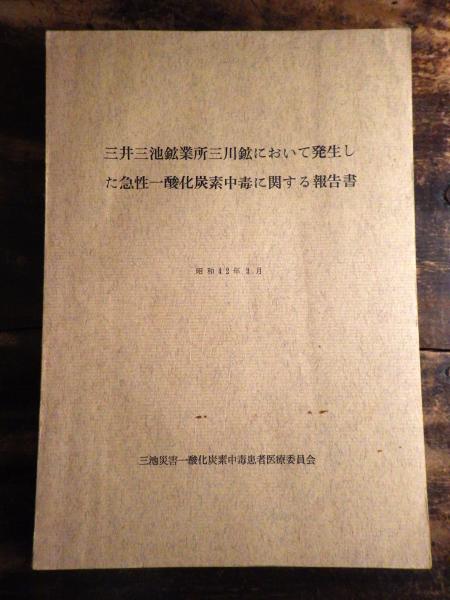 三井三池鉱業所三川鉱において発生し
た急性一酸化炭素中毒に関する報告書
昭和42年3月
三池災害一酸化炭素中毒患者医療委員会